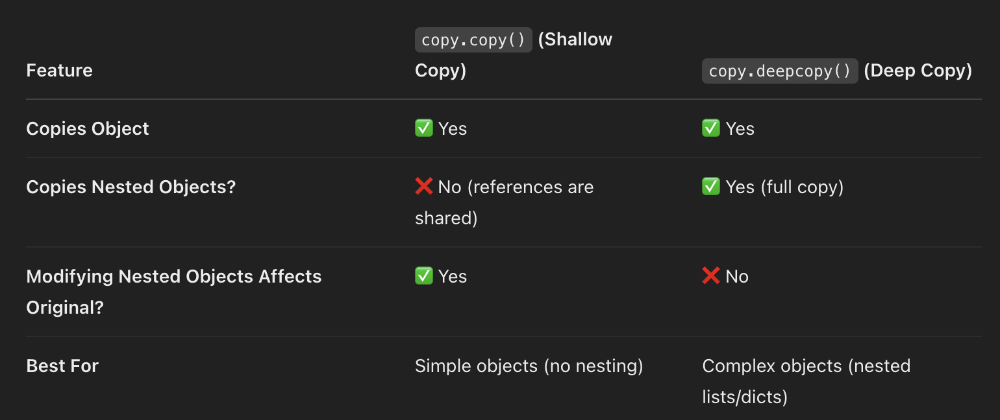 copy.copy() (Shallow
Feature Copy) copy.deepcopy() (Deep Copy)
Copies Object ✅ Yes ✅ Yes
Copies Nested Objects? ❌ No (references are ✅ Yes (full copy)
shared)
Modifying Nested Objects Affects ✅ Yes ❌ No
Original?
Best For Simple objects (no nesting) Complex objects (nested
lists/dicts)